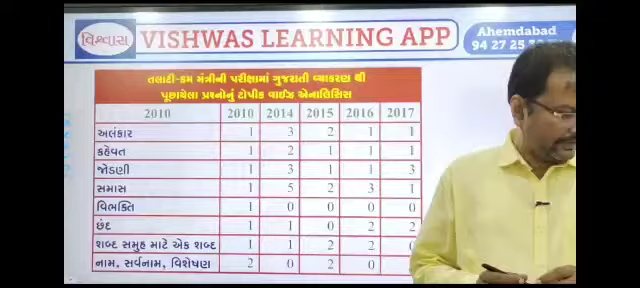 વિશ્વાસ
VISHWAS LEARNING APP
Ahemdabad
94 27 25
તલાટી-કમ મંત્રીની પરીક્ષામાં ગુજરાતી વ્યાકરણ થી
પૂછાયેલા પ્રશ્નોનું ટોપીક વાઈઝ એનાલિસિસ
2010 2010 2014 2015 2016 2017
અલંકાર 1 3 2 1 1
કહેવત 1 2 1 1 1
જોડણી 1 3 1 1 3
સમાસ 1 5 2 3 1
વિભક્તિ 1 0 0 0 0
છંદ 1 1 0 2 2
શબ્દ સમુહ માટે એક શબ્દ 1 1 2 2
નામ, સર્વનામ, વિશેષણ 2 0 2 0